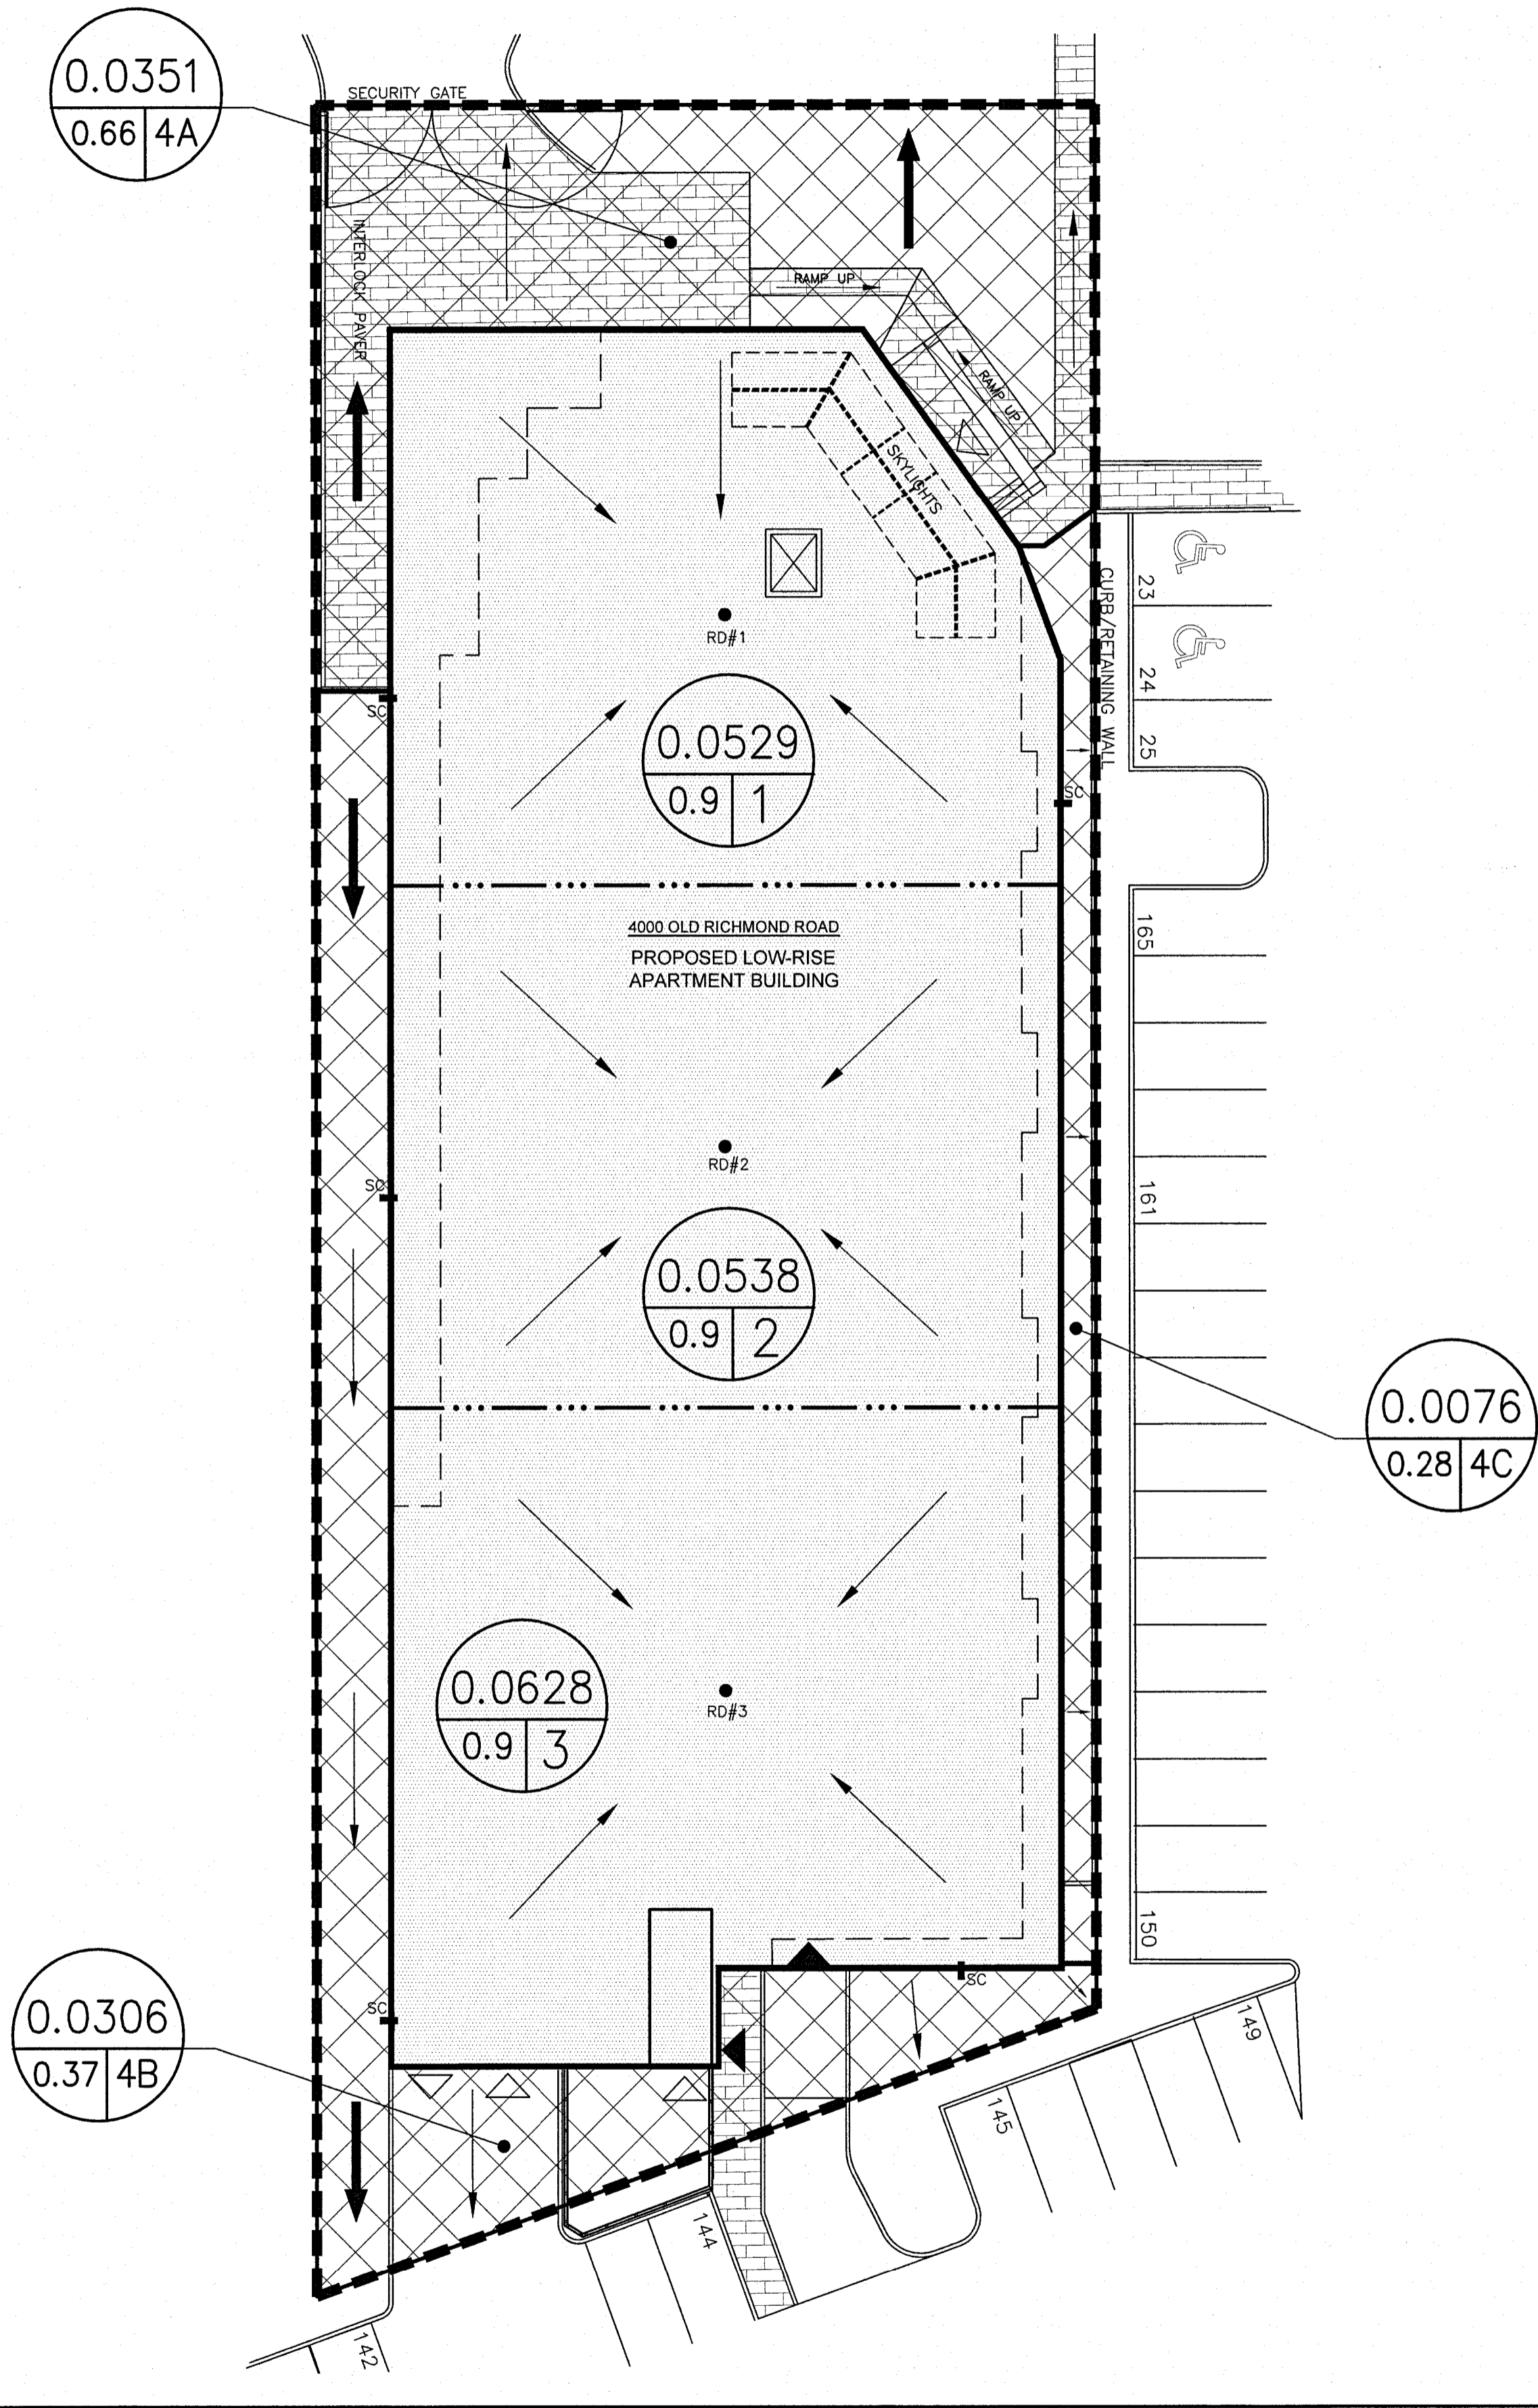 0.0351
0.66 4A
SECURITY GATE
INTERLOCK PAVER
RAMP UP
RAMP UP
SKYLIGHTS
RD#1
CURB/RETAINING WALL
23
24
25
SC
0.0529
0.9 1
SC
4000 OLD RICHMOND ROAD
PROPOSED LOW-RISE
APARTMENT BUILDING
165
RD#2
SC
161
0.0538
0.9 2
0.0076
0.28 4C
0.0628
0.9 3
RD#3
150
SC
SC
0.0306
0.37 4B
149
145
144
142